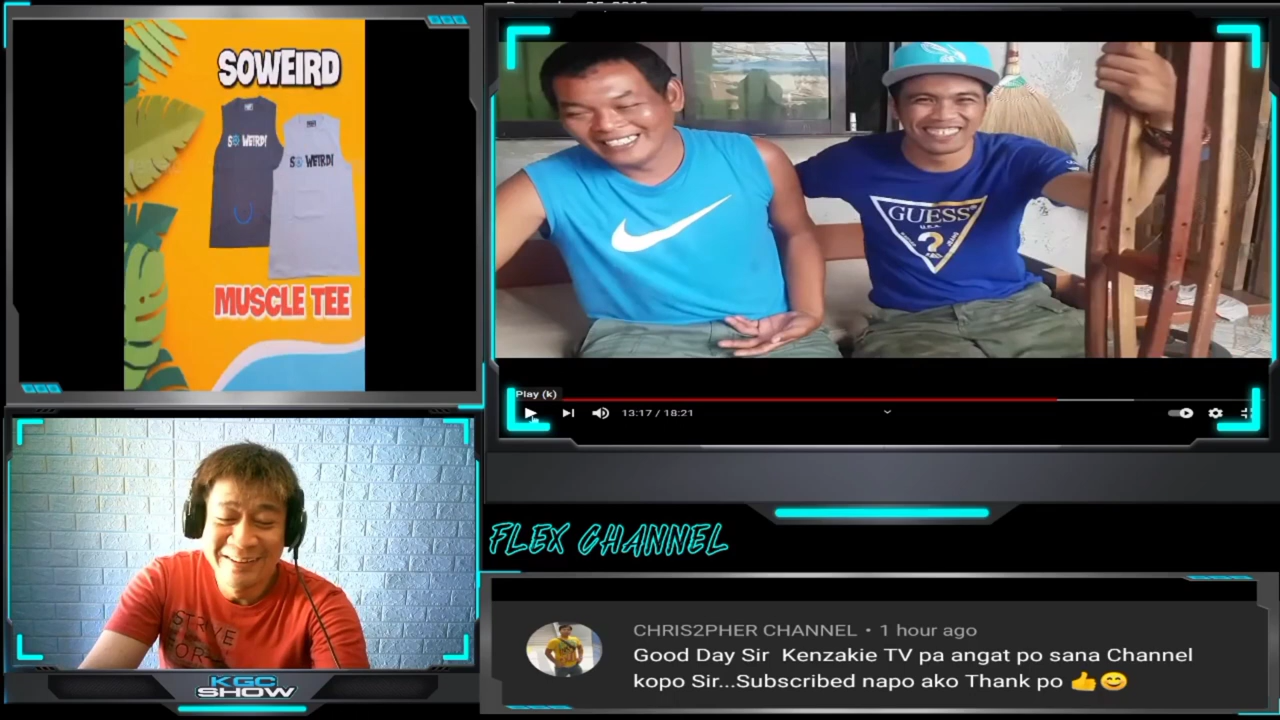 SOWEIRD
SO WEIRD!
SO WEIRD!
MUSCLE TEE
GUESS
U.S.A.
?
Play (k)
13:17 / 18:21
STRIVE
FOR
KGC
SHOW
FLEX CHANNEL
CHRIS2PHER CHANNEL • 1 hour ago
Good Day Sir Kenzakie TV pa angat po sana Channel
kopo Sir...Subscribed napo ako Thank po 👍😊